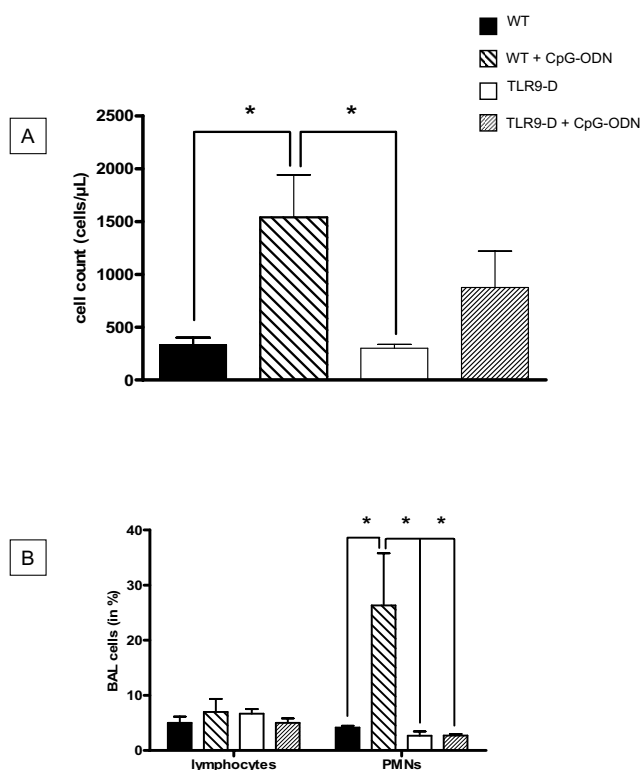 WT
WT + CpG-ODN
TLR9-D
TLR9-D + CpG-ODN
A
cell count (cells/µL)
2500
2000
1500
1000
500
0
* *
B
BAL cells (in %)
40
30
20
10
0
* * *
lymphocytes PMNs